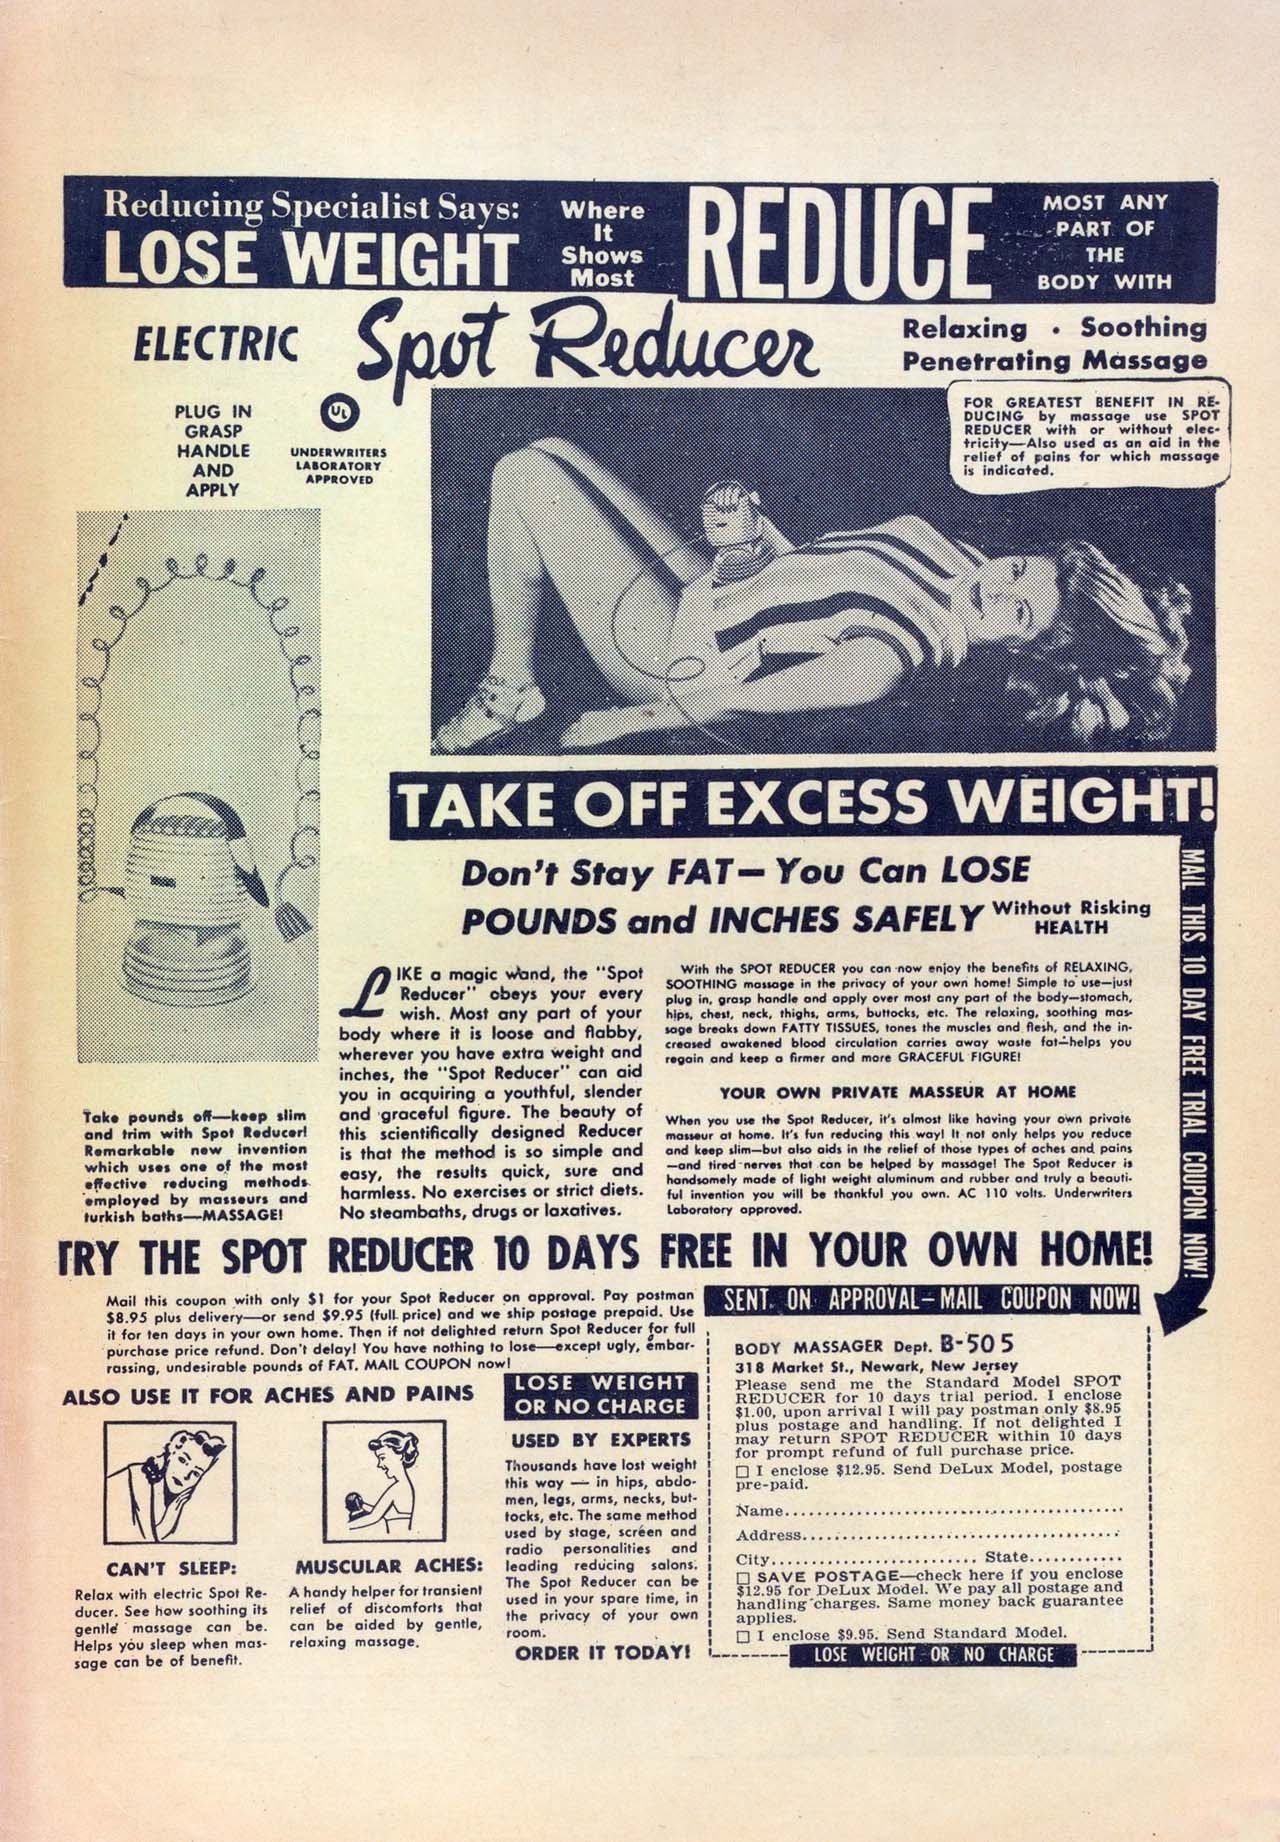 Reducing Specialist Says:
LOSE WEIGHT
Where
It
Shows
Most
REDUCE
MOST ANY
PART OF
THE
BODY WITH
ELECTRIC
Spot Reducer
Relaxing • Soothing
Penetrating Massage
PLUG IN
GRASP
HANDLE
AND
APPLY
UL
UNDERWRITERS
LABORATORY
APPROVED
FOR GREATEST BENEFIT IN RE-
DUCING by massage use SPOT
REDUCER with or without elec-
tricity—Also used as an aid in the
relief of pains for which massage
is indicated.
TAKE OFF EXCESS WEIGHT!
Don't Stay FAT—You Can LOSE
POUNDS and INCHES SAFELY Without Risking
HEALTH
MAIL THIS 10 DAY FREE TRIAL COUPON NOW!
LIKE a magic wand, the "Spot
Reducer" obeys your every
wish. Most any part of your
body where it is loose and flabby,
wherever you have extra weight and
inches, the "Spot Reducer" can aid
you in acquiring a youthful, slender
and graceful figure. The beauty of
this scientifically designed Reducer
is that the method is so simple and
easy, the results quick, sure and
harmless. No exercises or strict diets.
No steambaths, drugs or laxatives.
With the SPOT REDUCER you can now enjoy the benefits of RELAXING,
SOOTHING massage in the privacy of your own home! Simple to use—just
plug in, grasp handle and apply over most any part of the body—stomach,
hips, chest, neck, thighs, arms, buttocks, etc. The relaxing, soothing mas-
sage breaks down FATTY TISSUES, tones the muscles and flesh, and the in-
creased awakened blood circulation carries away waste fat—helps you
regain and keep a firmer and more GRACEFUL FIGURE!
YOUR OWN PRIVATE MASSEUR AT HOME
When you use the Spot Reducer, it's almost like having your own private
masseur at home. It's fun reducing this way! It not only helps you reduce
and keep slim—but also aids in the relief of those types of aches and pains
—and tired nerves that can be helped by massage! The Spot Reducer is
handsomely made of light weight aluminum and rubber and truly a beauti-
ful invention you will be thankful you own. AC 110 volts. Underwriters
Laboratory approved.
Take pounds off—keep slim
and trim with Spot Reducer!
Remarkable new invention
which uses one of the most
effective reducing methods
employed by masseurs and
turkish baths—MASSAGE!
TRY THE SPOT REDUCER 10 DAYS FREE IN YOUR OWN HOME!
Mail this coupon with only $1 for your Spot Reducer on approval. Pay postman
$8.95 plus delivery—or send $9.95 (full price) and we ship postage prepaid. Use
it for ten days in your own home. Then if not delighted return Spot Reducer for full
purchase price refund. Don't delay! You have nothing to lose—except ugly, embar-
rassing, undesirable pounds of FAT. MAIL COUPON now!
ALSO USE IT FOR ACHES AND PAINS
CAN'T SLEEP:
Relax with electric Spot Re-
ducer. See how soothing its
gentle massage can be.
Helps you sleep when mas-
sage can be of benefit.
MUSCULAR ACHES:
A handy helper for transient
relief of discomforts that
can be aided by gentle,
relaxing massage.
LOSE WEIGHT
OR NO CHARGE
USED BY EXPERTS
Thousands have lost weight
this way — in hips, abdo-
men, legs, arms, necks, but-
tocks, etc. The same method
used by stage, screen and
radio personalities and
leading reducing salons.
The Spot Reducer can be
used in your spare time, in
the privacy of your own
room.
ORDER IT TODAY!
SENT ON APPROVAL—MAIL COUPON NOW!
BODY MASSAGER Dept. B-505
318 Market St., Newark, New Jersey
Please send me the Standard Model SPOT
REDUCER for 10 days trial period. I enclose
$1.00, upon arrival I will pay postman only $8.95
plus postage and handling. If not delighted I
may return SPOT REDUCER within 10 days
for prompt refund of full purchase price.
☐ I enclose $12.95. Send DeLux Model, postage
pre-paid.
Name..........................................
Address........................................
City.......................... State............
☐ SAVE POSTAGE—check here if you enclose
$12.95 for DeLux Model. We pay all postage and
handling charges. Same money back guarantee
applies.
☐ I enclose $9.95. Send Standard Model.
LOSE WEIGHT OR NO CHARGE